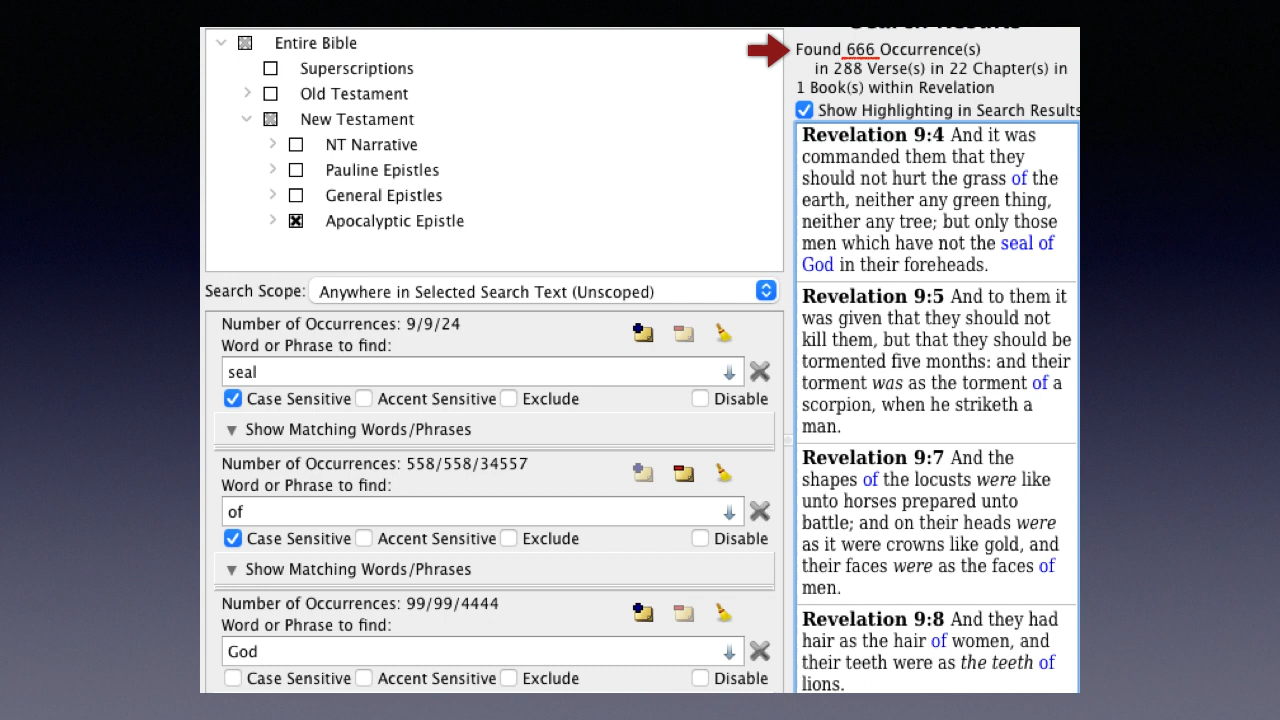 Entire Bible
Superscriptions
Old Testament
New Testament
NT Narrative
Pauline Epistles
General Epistles
Apocalyptic Epistle
Search Scope: Anywhere in Selected Search Text (Unscoped)
Number of Occurrences: 9/9/24
Word or Phrase to find:
seal
Case Sensitive Accent Sensitive Exclude Disable
Show Matching Words/Phrases
Number of Occurrences: 558/558/34557
Word or Phrase to find:
of
Case Sensitive Accent Sensitive Exclude Disable
Show Matching Words/Phrases
Number of Occurrences: 99/99/4444
Word or Phrase to find:
God
Case Sensitive Accent Sensitive Exclude Disable
Search Results
Found 666 Occurrence(s)
in 288 Verse(s) in 22 Chapter(s) in
1 Book(s) within Revelation
Show Highlighting in Search Results
Revelation 9:4 And it was
commanded them that they
should not hurt the grass of the
earth, neither any green thing,
neither any tree; but only those
men which have not the seal of
God in their foreheads.
Revelation 9:5 And to them it
was given that they should not
kill them, but that they should be
tormented five months: and their
torment was as the torment of a
scorpion, when he striketh a
man.
Revelation 9:7 And the
shapes of the locusts were like
unto horses prepared unto
battle; and on their heads were
as it were crowns like gold, and
their faces were as the faces of
men.
Revelation 9:8 And they had
hair as the hair of women, and
their teeth were as the teeth of
lions.